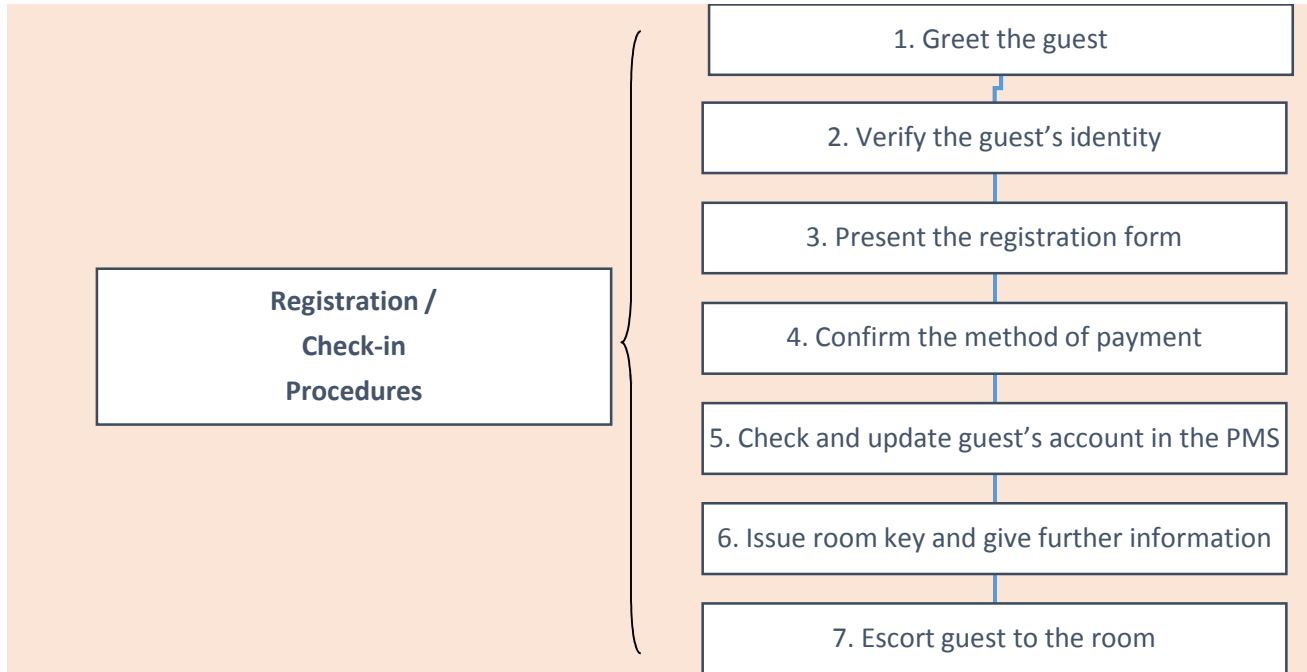 Registration /
Check-in
Procedures
1. Greet the guest
2. Verify the guest’s identity
3. Present the registration form
4. Confirm the method of payment
5. Check and update guest’s account in the PMS
6. Issue room key and give further information
7. Escort guest to the room